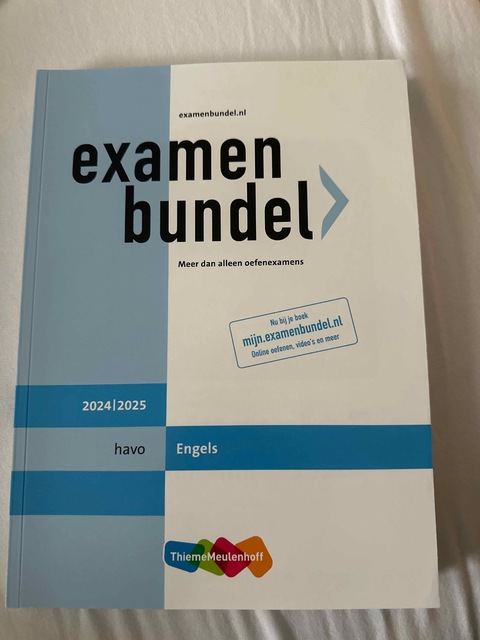 examenbundel.nl
examen
bundel
Meer dan alleen oefenexamens
Nu bij je boek
mijn.examenbundel.nl
Online oefenen, video's en meer
2024|2025
havo Engels
ThiemeMeulenhoff